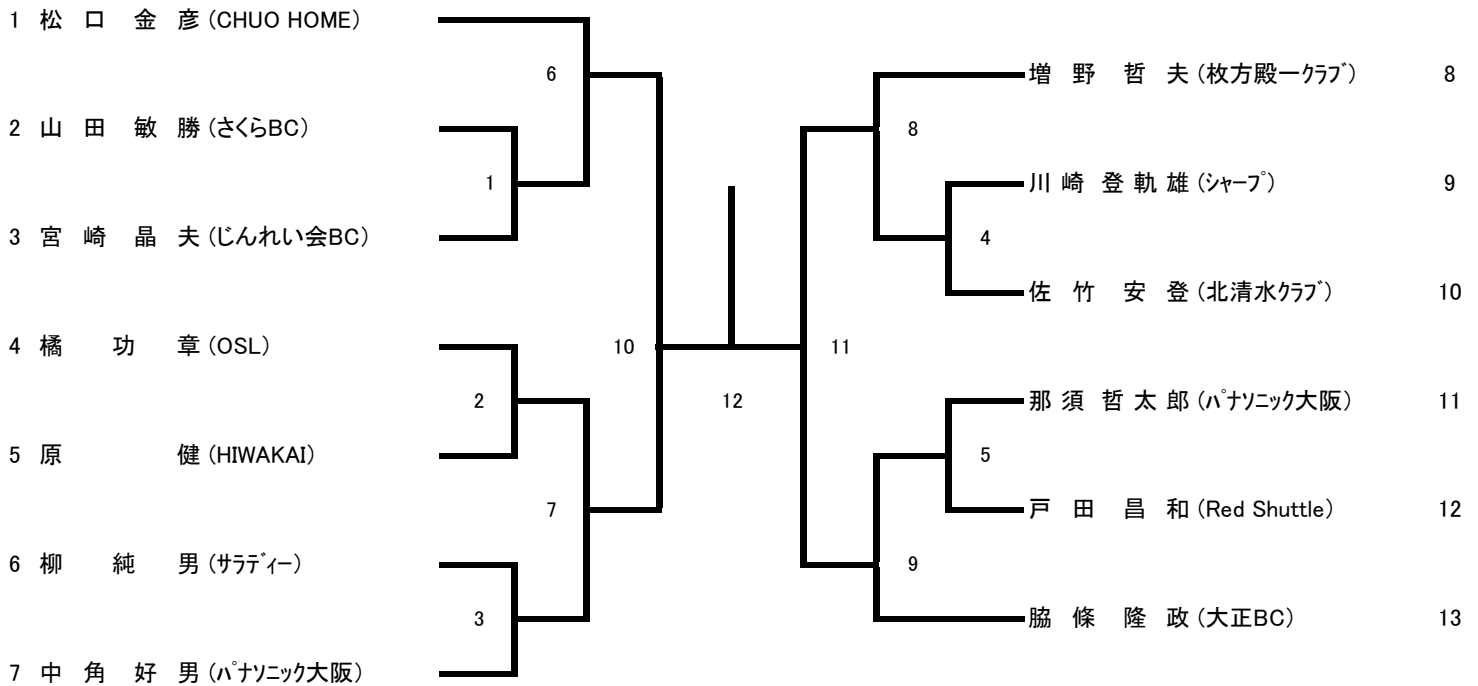 1 松 口 金 彦 (CHUO HOME)
6
増 野 哲 夫 (枚方殿一ｸﾗﾌﾞ) 8
2 山 田 敏 勝 (さくらBC)
8
1
川 崎 登 軌 雄 (ｼｬｰﾌﾟ) 9
3 宮 崎 晶 夫 (じんれい会BC)
4
佐 竹 安 登 (北清水ｸﾗﾌﾞ) 10
4 橘 功 章 (OSL)
10
11
2
12
那 須 哲 太 郎 (ﾊﾟﾅｿﾆｯｸ大阪) 11
5 原 健 (HIWAKAI)
5
7
戸 田 昌 和 (Red Shuttle) 12
6 柳 純 男 (ｻﾗﾃﾞｨｰ)
9
3
脇 條 隆 政 (大正BC) 13
7 中 角 好 男 (ﾊﾟﾅｿﾆｯｸ大阪)